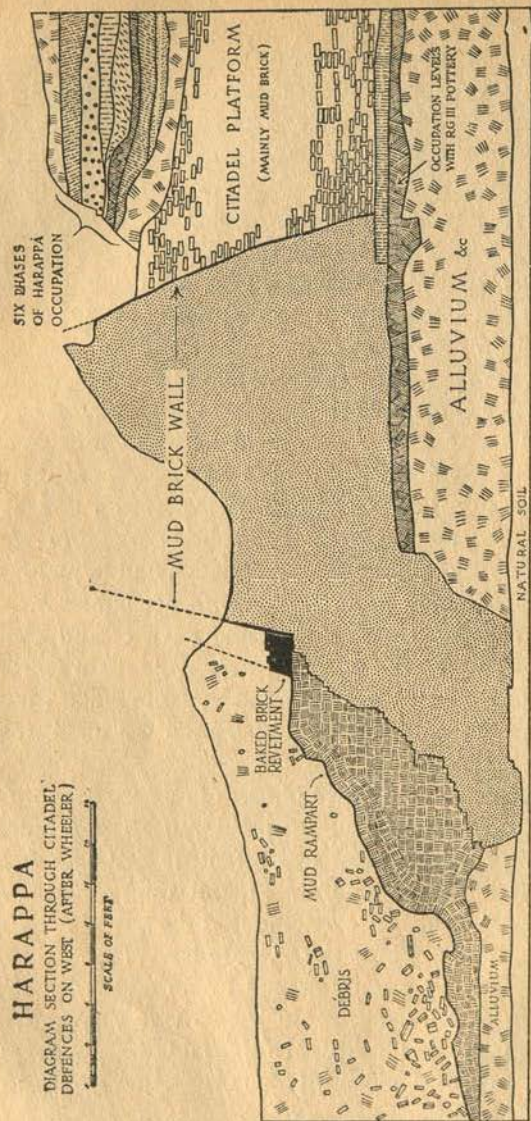 HARAPPA
DIAGRAM SECTION THROUGH CITADEL
DEFENCES ON WEST (AFTER WHEELER)
SCALE OF FEET
SIX PHASES
OF HARAPPĀ
OCCUPATION
MUD BRICK WALL
CITADEL PLATFORM
(MAINLY MUD BRICK)
BAKED BRICK
REVETMENT
MUD RAMPART
DÉBRIS
OCCUPATION LEVELS
WITH RG III POTTERY
ALLUVIUM &c
ALLUVIUM
NATURAL SOIL